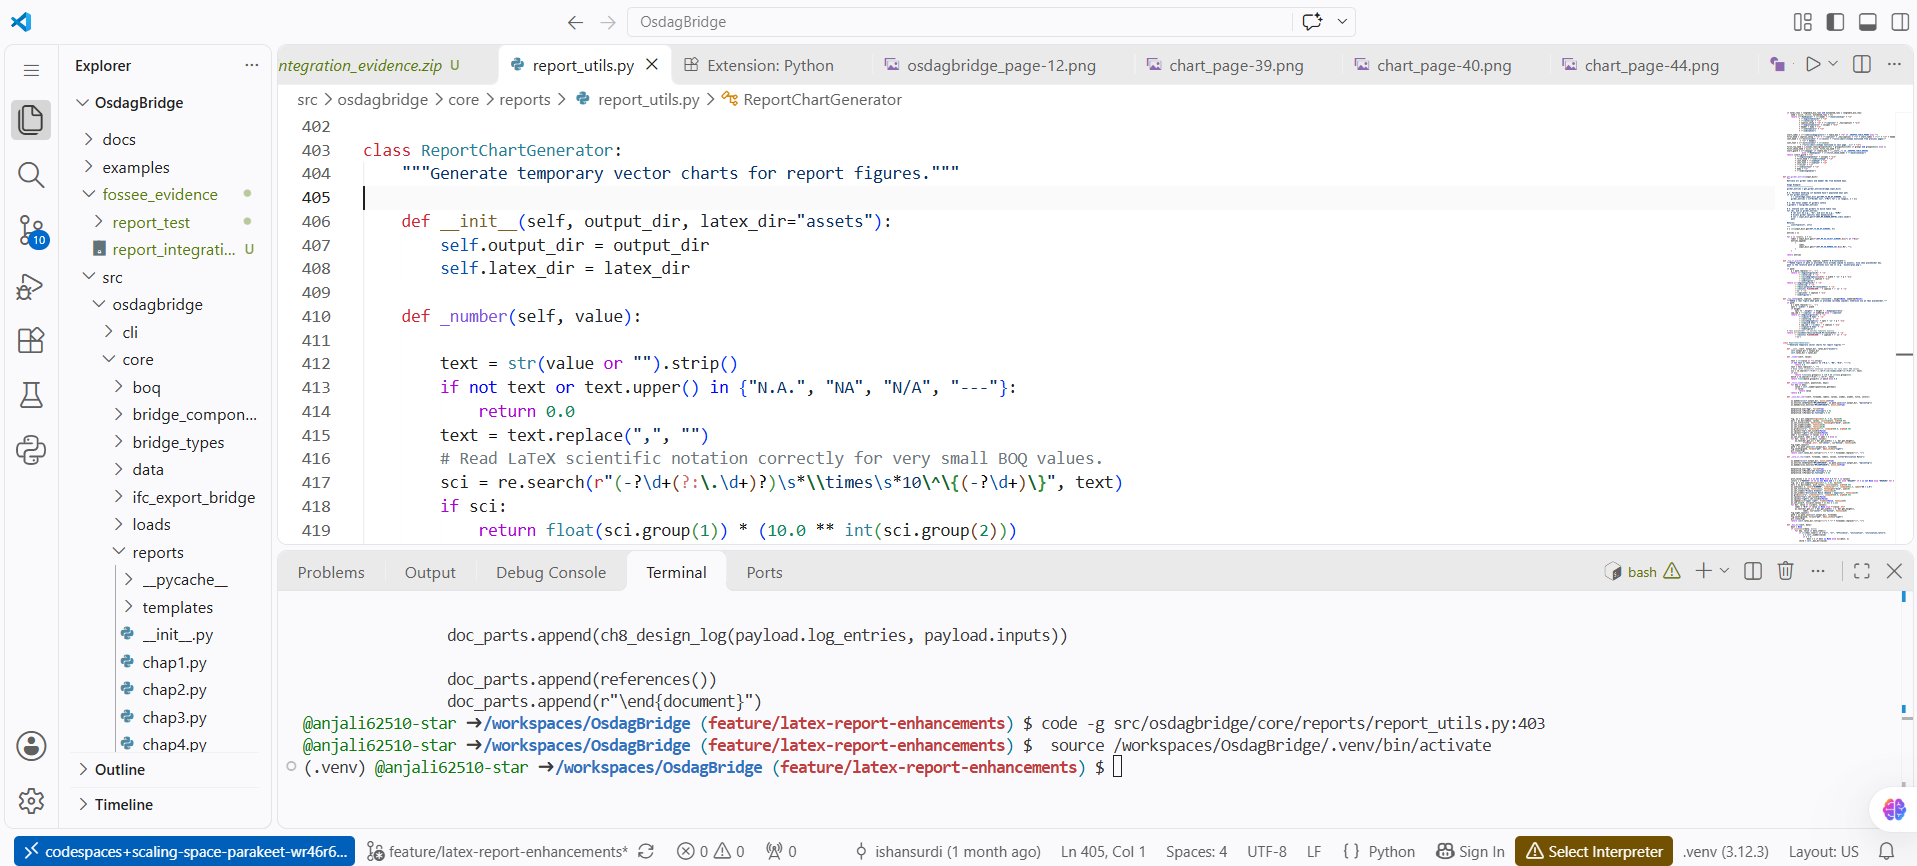 OsdagBridge
Explorer
ntegration_evidence.zip U
report_utils.py
Extension: Python
osdagbridge_page-12.png
chart_page-39.png
chart_page-40.png
chart_page-44.png
src > osdagbridge > core > reports > report_utils.py > ReportChartGenerator
OsdagBridge
docs
examples
fossee_evidence
report_test
report_integrati... U
src
osdagbridge
cli
core
boq
bridge_compon...
bridge_types
data
ifc_export_bridge
loads
reports
__pycache__
templates
__init__.py
chap1.py
chap2.py
chap3.py
chap4.py
Outline
Timeline
10
402
403 class ReportChartGenerator:
404 """Generate temporary vector charts for report figures."""
405
406 def __init__(self, output_dir, latex_dir="assets"):
407 self.output_dir = output_dir
408 self.latex_dir = latex_dir
409
410 def _number(self, value):
411
412 text = str(value or "").strip()
413 if not text or text.upper() in {"N.A.", "NA", "N/A", "---"}:
414 return 0.0
415 text = text.replace(",", "")
416 # Read LaTeX scientific notation correctly for very small BOQ values.
417 sci = re.search(r"(-?\d+(?:\.\d+)?)\s*\\times\s*10\^\{(-?\d+)\}", text)
418 if sci:
419 return float(sci.group(1)) * (10.0 ** int(sci.group(2)))
Problems
Output
Debug Console
Terminal
Ports
bash
doc_parts.append(ch8_design_log(payload.log_entries, payload.inputs))
doc_parts.append(references())
doc_parts.append(r"\end{document}")
@anjali62510-star ➜/workspaces/OsdagBridge (feature/latex-report-enhancements) $ code -g src/osdagbridge/core/reports/report_utils.py:403
@anjali62510-star ➜/workspaces/OsdagBridge (feature/latex-report-enhancements) $  source /workspaces/OsdagBridge/.venv/bin/activate
(.venv) @anjali62510-star ➜/workspaces/OsdagBridge (feature/latex-report-enhancements) $
codespaces+scaling-space-parakeet-wr46r6...
feature/latex-report-enhancements*
0
0
0
ishansurdi (1 month ago)
Ln 405, Col 1
Spaces: 4
UTF-8
LF
{ } Python
Sign In
Select Interpreter
.venv (3.12.3)
Layout: US